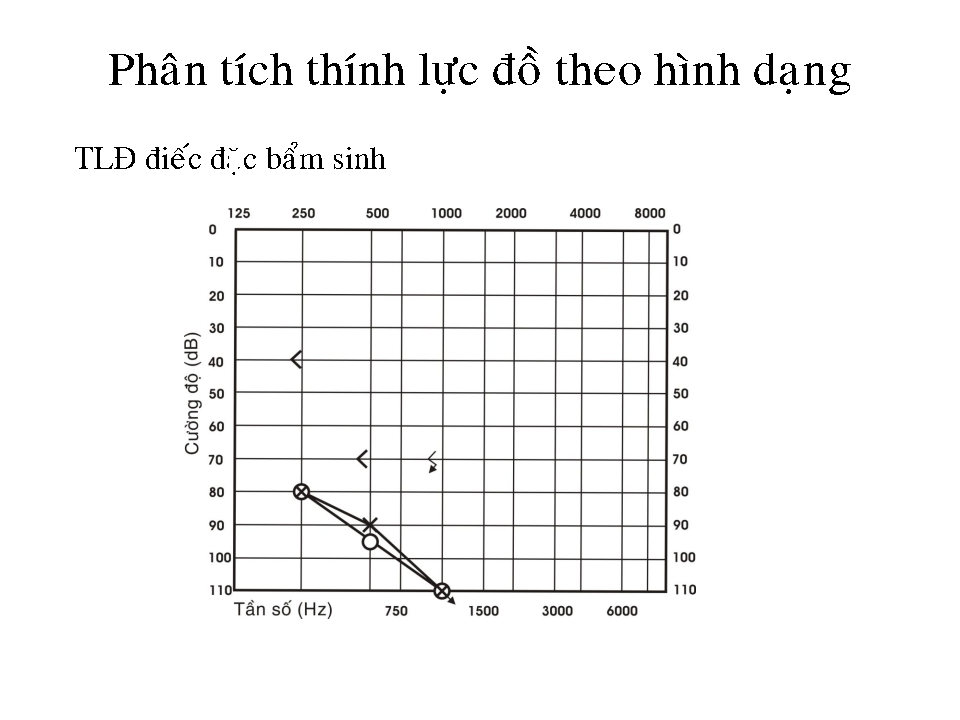 Phân tích thính lực đồ theo hình dạng
TLĐ điếc đặc bẩm sinh
125 250 500 1000 2000 4000 8000
0 0
10 10
20 20
30 30
40 40
50 50
60 60
70 70
80 80
90 90
100 100
110 110
Cường độ (dB)
Tần số (Hz) 750 1500 3000 6000